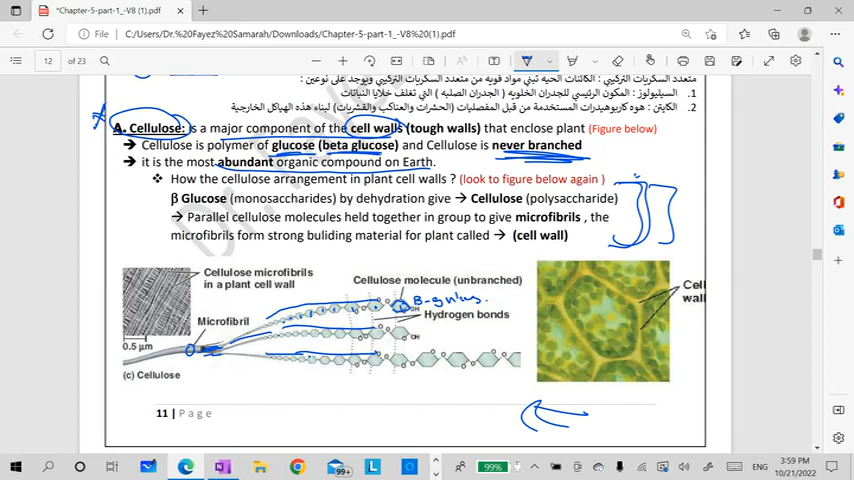 *Chapter-5-part-1_-V8 (1).pdf
File
C:/Users/Dr.%20Fayez%20Samarah/Downloads/Chapter-5-part-1_-V8%20(1).pdf
12 of 23
متعدد السكريات التركيبي : الكائنات الحية تبني مواد قوية من متعدد السكريات التركيبي ويوجد على نوعين
1. السيليولوز : المكون الرئيسي للجدران الخلوية ( الجدران الصلبه ) التي تغلف خلايا النباتات
2. الكايتن : هوه كاربوهيدرات المستخدمة من قبل المفصليات (الحشرات والعناكب والقشريات) لبناء هذه الهياكل الخارجية
A. Cellulose: is a major component of the cell walls (tough walls) that enclose plant (Figure below)
→ Cellulose is polymer of glucose (beta glucose) and Cellulose is never branched
→ it is the most abundant organic compound on Earth.
❖ How the cellulose arrangement in plant cell walls ? (look to figure below again )
β Glucose (monosaccharides) by dehydration give → Cellulose (polysaccharide)
→ Parallel cellulose molecules held together in group to give microfibrils , the
microfibrils form strong buliding material for plant called → (cell wall)
Cellulose microfibrils
in a plant cell wall
Cellulose molecule (unbranched)
Cell
wall
Microfibril
Hydrogen bonds
0.5 μm
OH
OH
(c) Cellulose
11 | Page
Dr.
99+
99%
ENG
3:59 PM
10/21/2022